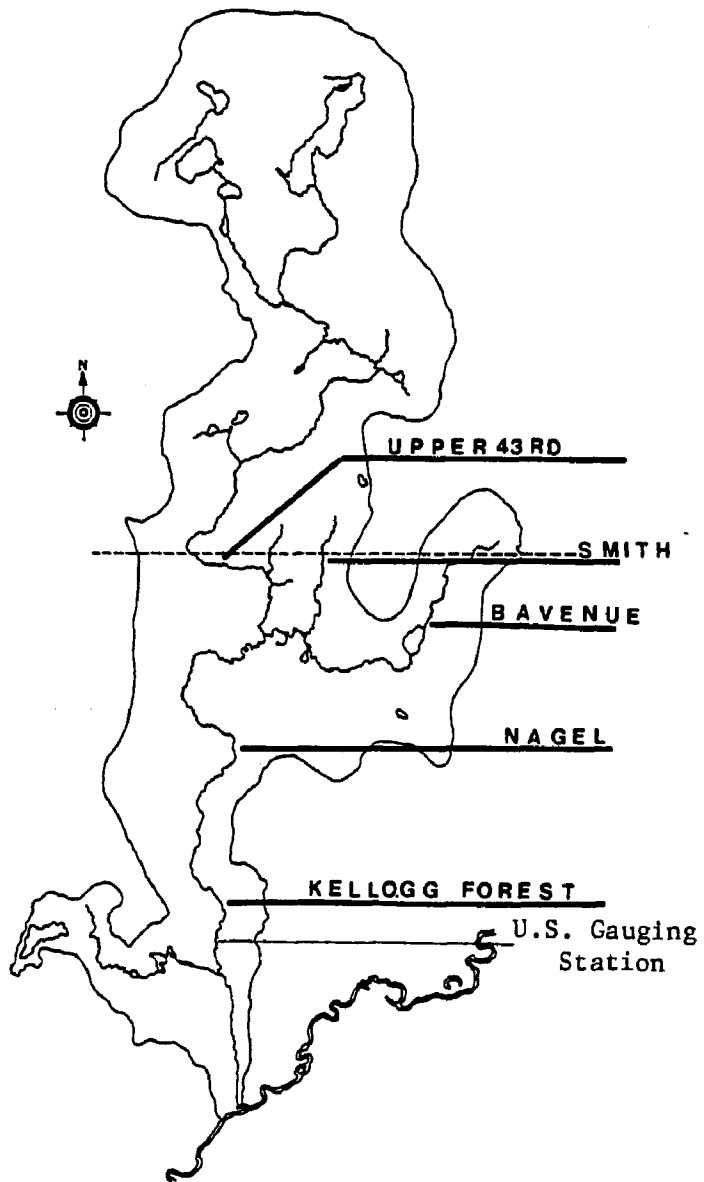 N
UPPER 43RD
SMITH
B AVENUE
NAGEL
KELLOGG FOREST
U.S. Gauging
Station